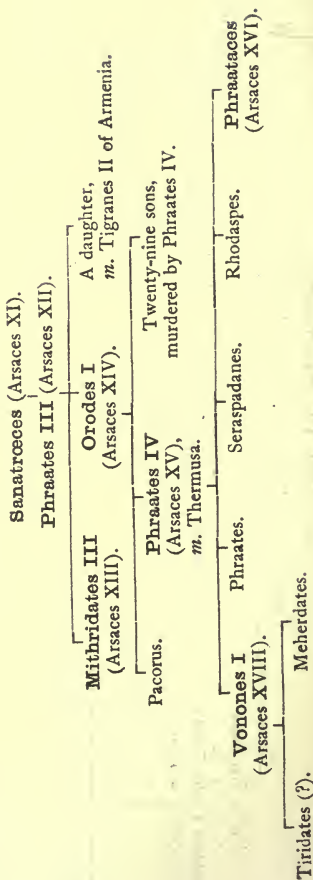 Sanatrœces (Arsaces XI).
Phraates III (Arsaces XII).
Mithridates III
(Arsaces XIII).
Orodes I
(Arsaces XIV).
A daughter,
m. Tigranes II of Armenia.
Pacorus.
Phraates IV
(Arsaces XV),
m. Thermusa.
Twenty-nine sons,
murdered by Phraates IV.
Vonones I
(Arsaces XVIII).
Phraates.
Seraspadanes.
Rhodaspes.
Phraataces
(Arsaces XVI).
Tiridates (?).
Meherdates.